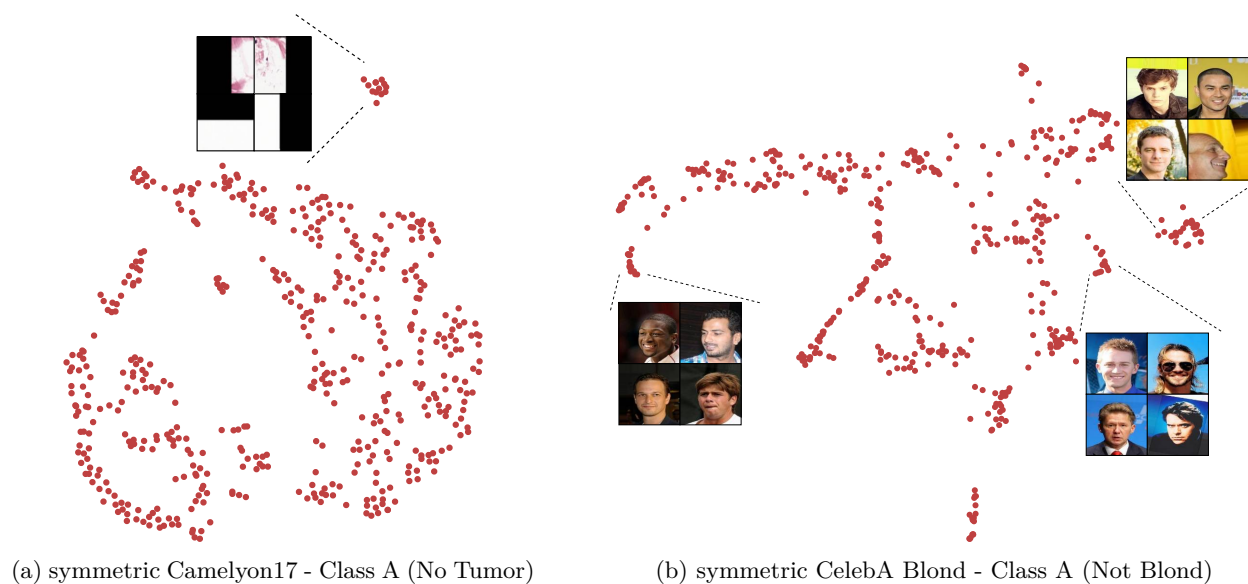 (a) symmetric Camelyon17 - Class A (No Tumor)
(b) symmetric CelebA Blond - Class A (Not Blond)